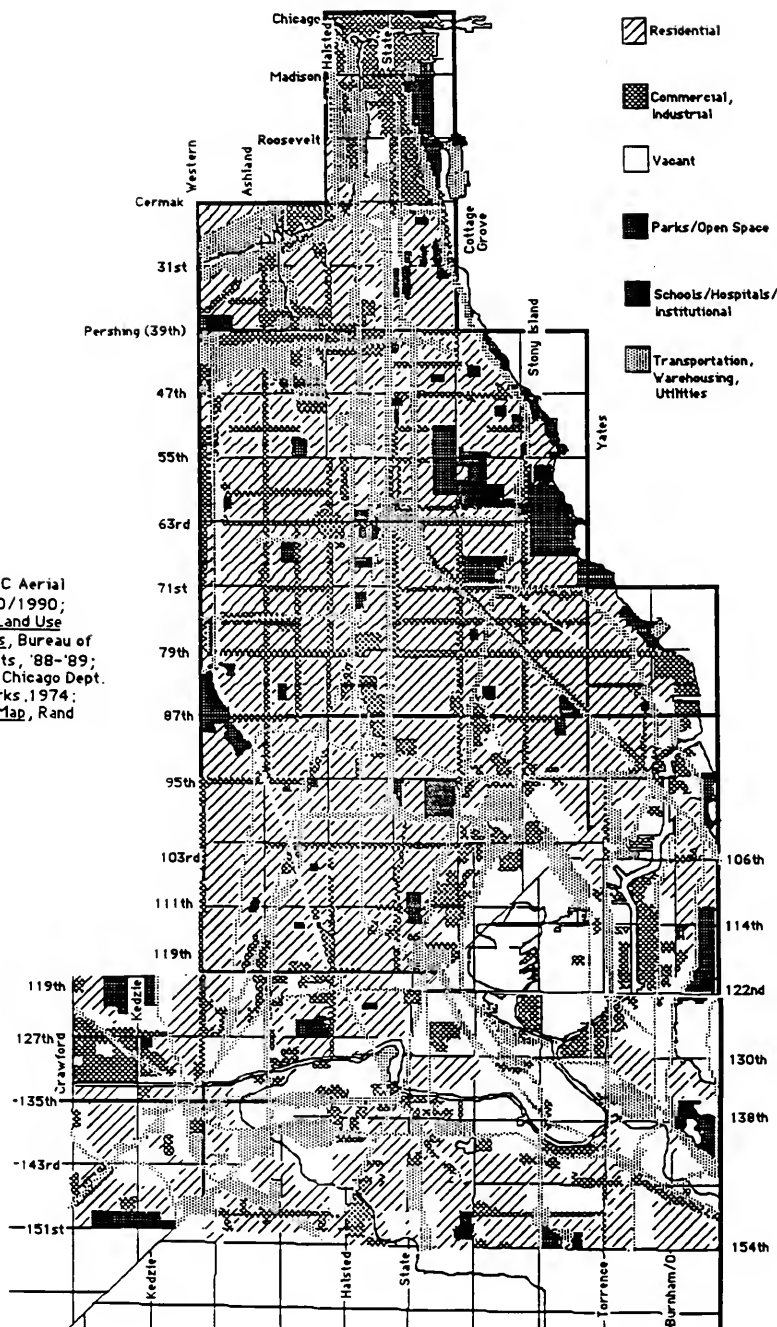 Chicago
Halsted
State
Madison
Roosevelt
Western
Ashland
Cermak
Cottage
Grove
31st
Pershing (39th)
Stony Island
47th
Yates
55th
63rd
71st
79th
87th
95th
103rd
106th
111th
114th
119th
119th
Kedzie
122nd
127th
Crawford
130th
-135th
138th
-143rd
-151st
154th
Kedzie
Halsted
State
Torrence
Burnham/O
Residential
Commercial,
Industrial
Vacant
Parks/Open Space
Schools/Hospitals/
Institutional
Transportation,
Warehousing,
Utilities
C Aerial
0/1990;
Land Use
s, Bureau of
ts, '88-'89;
Chicago Dept.
rks, 1974;
Map, Rand